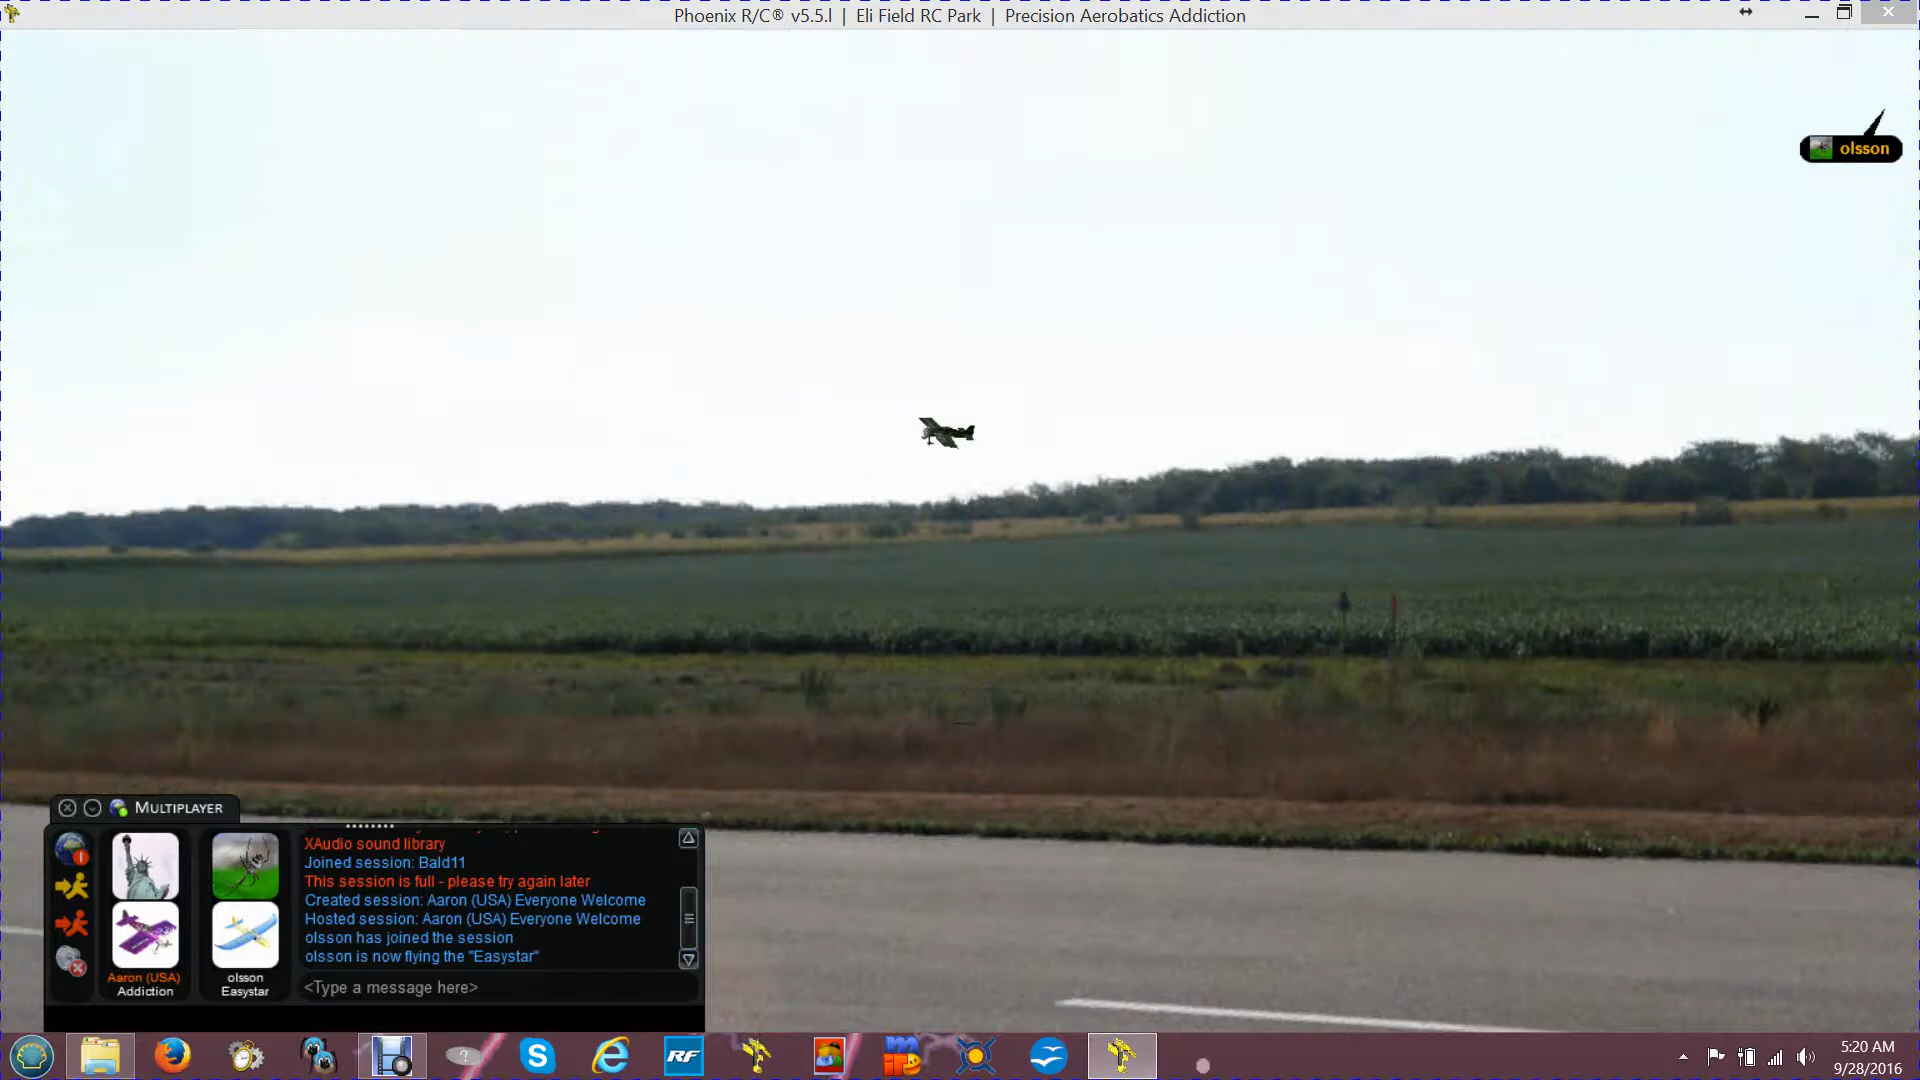 Phoenix R/C® v5.5.l | Eli Field RC Park | Precision Aerobatics Addiction
olsson
MULTIPLAYER
XAudio sound library
Joined session: Bald11
This session is full - please try again later
Created session: Aaron (USA) Everyone Welcome
Hosted session: Aaron (USA) Everyone Welcome
olsson has joined the session
olsson is now flying the "Easystar"
Aaron (USA)
Addiction
olsson
Easystar
<Type a message here>
RF
5:20 AM
9/28/2016